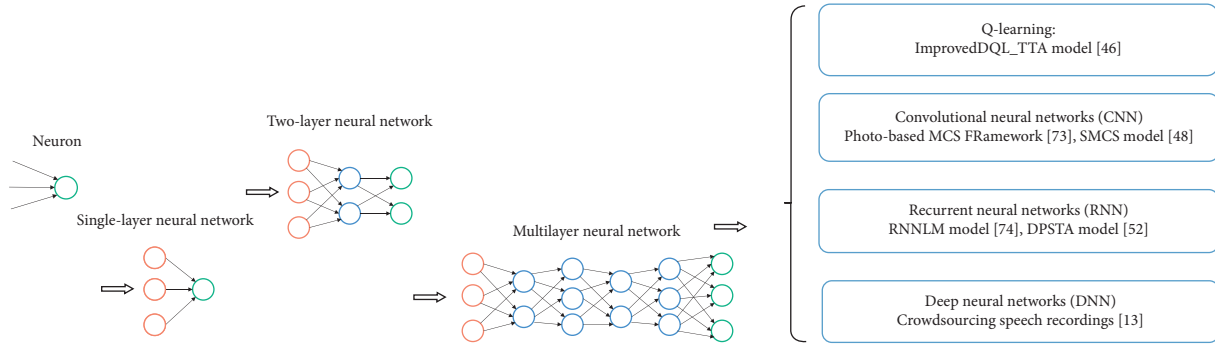 Neuron
Single-layer neural network
Two-layer neural network
Multilayer neural network
Q-learning:
ImprovedDQL_TTA model [46]
Convolutional neural networks (CNN)
Photo-based MCS FRamework [73], SMCS model [48]
Recurrent neural networks (RNN)
RNNLM model [74], DPSTA model [52]
Deep neural networks (DNN)
Crowdsourcing speech recordings [13]